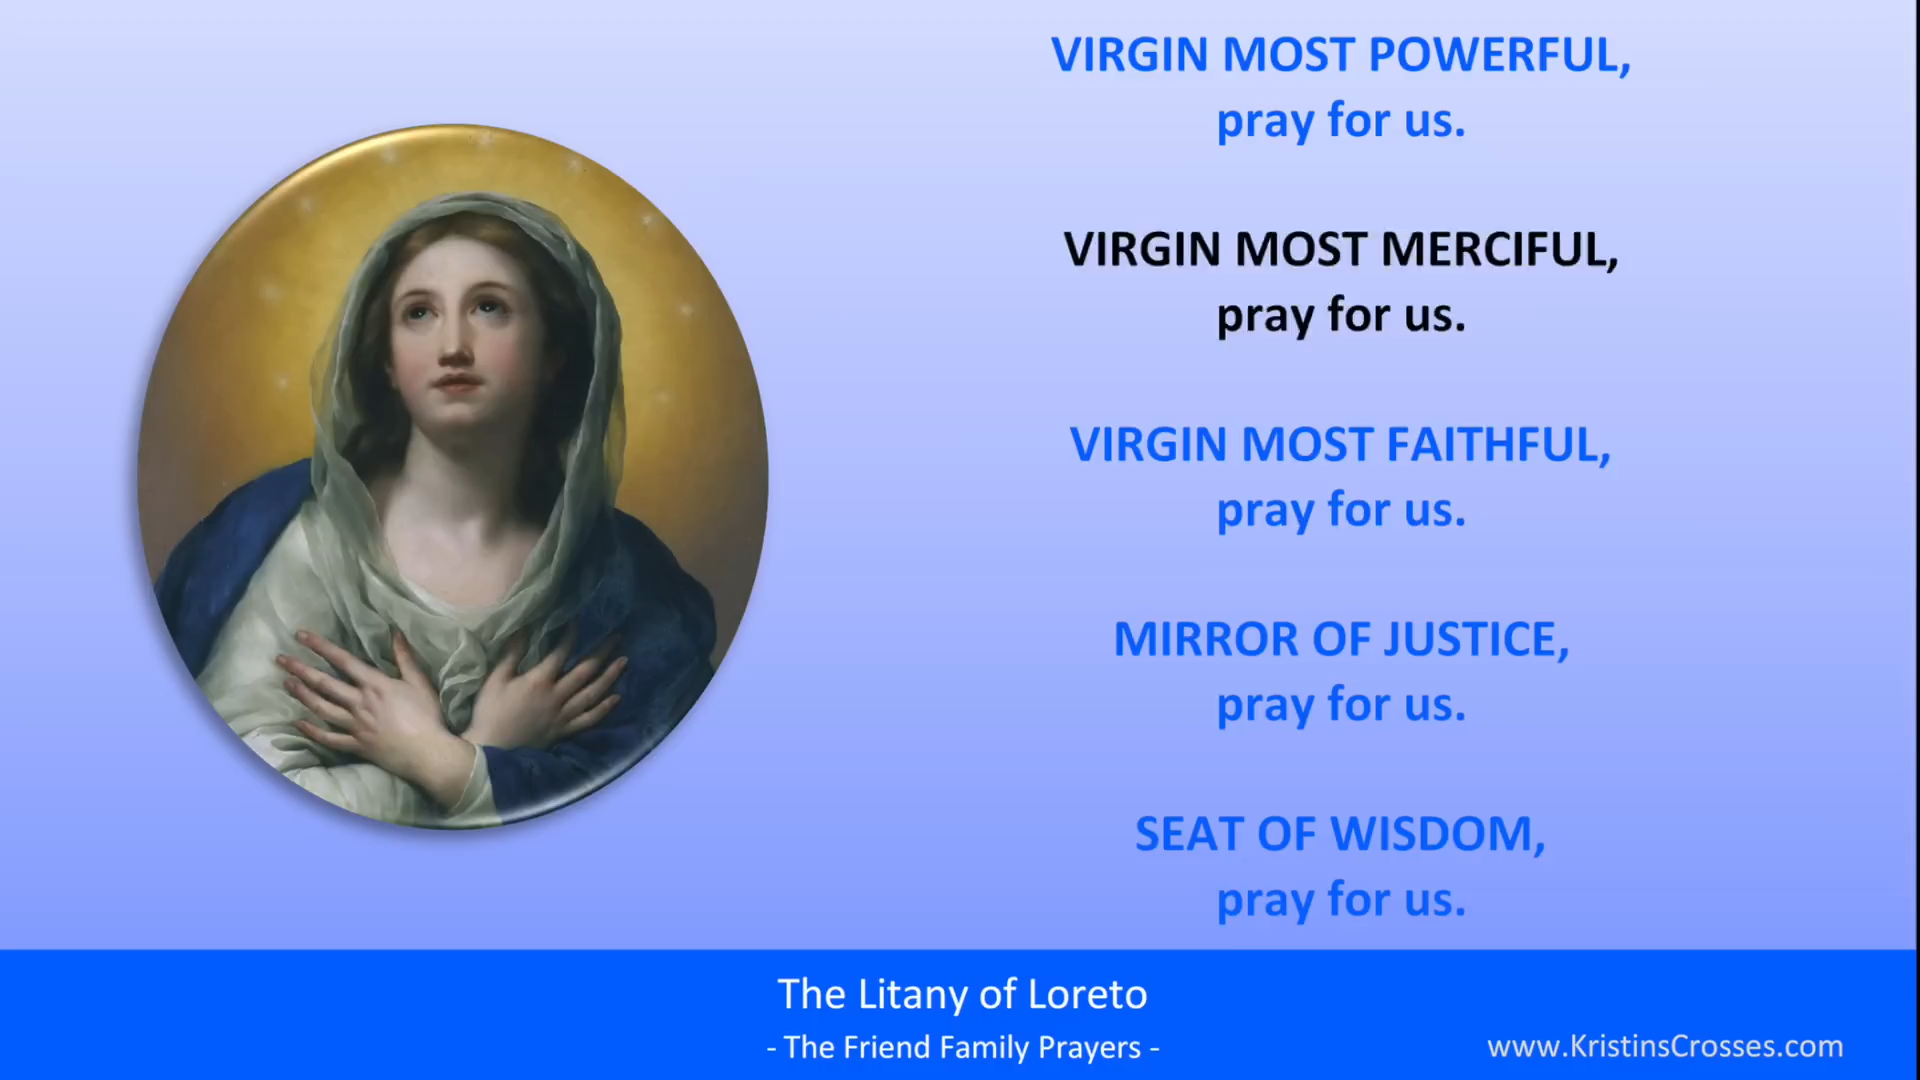 VIRGIN MOST POWERFUL,
pray for us.
VIRGIN MOST MERCIFUL,
pray for us.
VIRGIN MOST FAITHFUL,
pray for us.
MIRROR OF JUSTICE,
pray for us.
SEAT OF WISDOM,
pray for us.
The Litany of Loreto
- The Friend Family Prayers -
www.KristinsCrosses.com